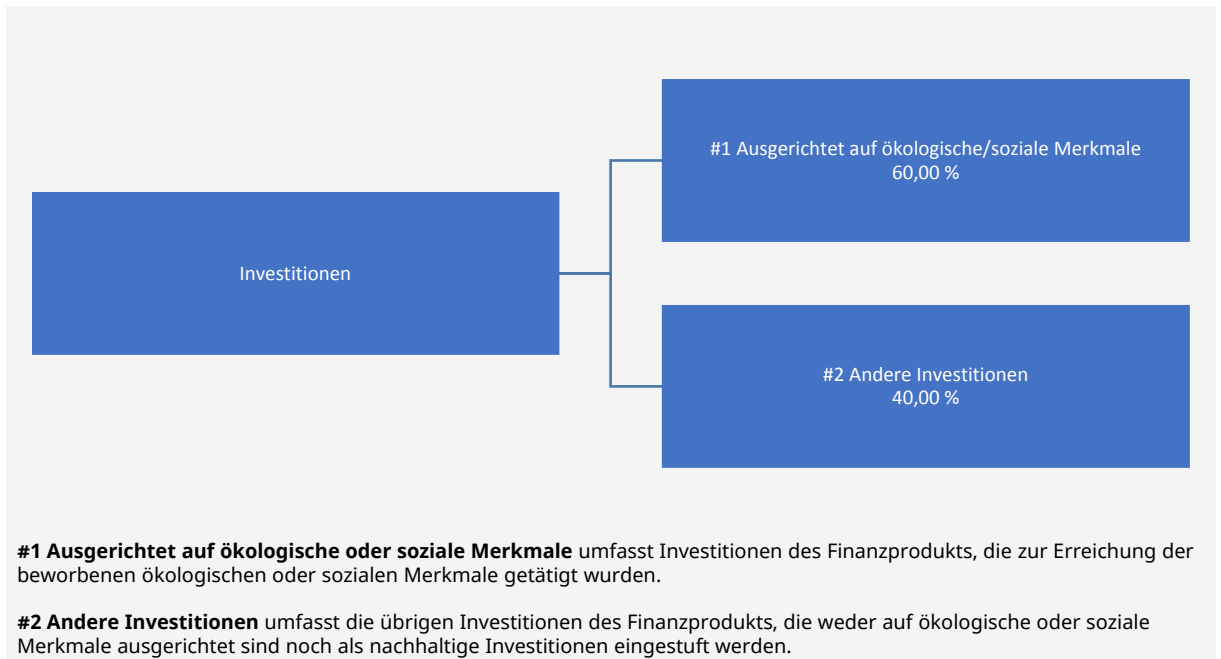 #1 Ausgerichtet auf ökologische/soziale Merkmale
60,00 %
Investitionen
#2 Andere Investitionen
40,00 %
#1 Ausgerichtet auf ökologische oder soziale Merkmale umfasst Investitionen des Finanzprodukts, die zur Erreichung der
beworbenen ökologischen oder sozialen Merkmale getätigt wurden.
#2 Andere Investitionen umfasst die übrigen Investitionen des Finanzprodukts, die weder auf ökologische oder soziale
Merkmale ausgerichtet sind noch als nachhaltige Investitionen eingestuft werden.